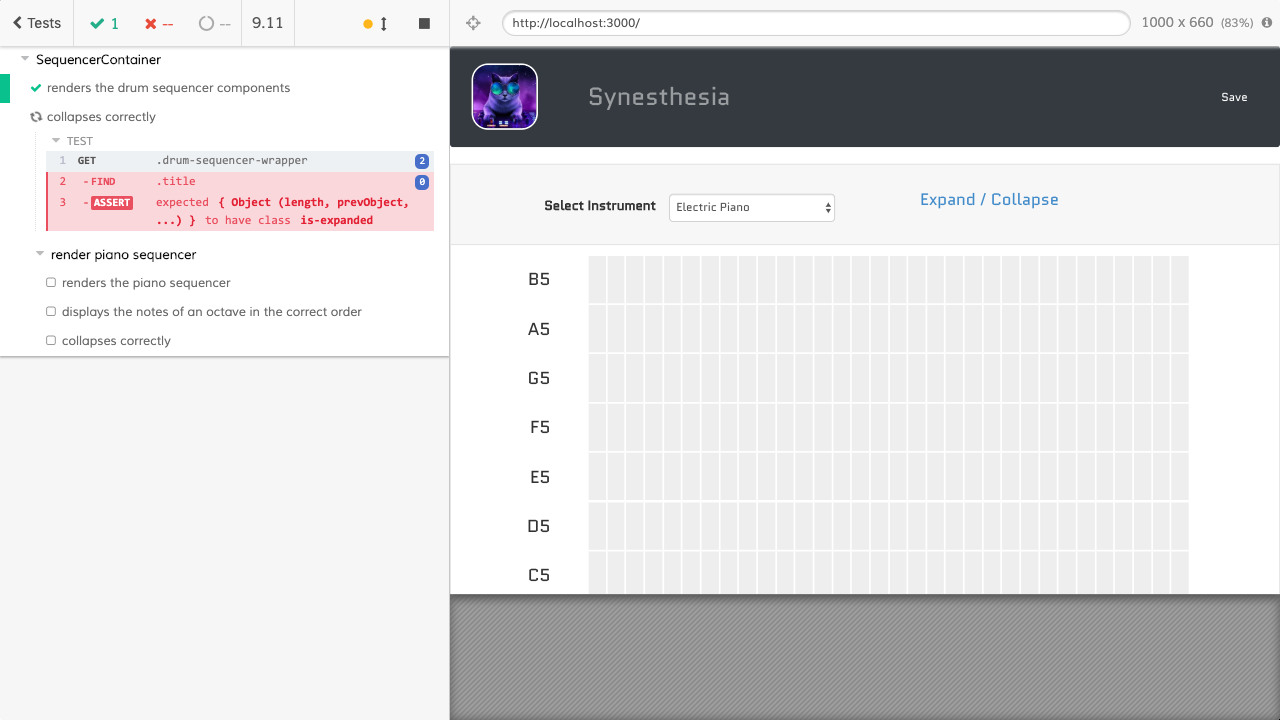 Tests 1 -- -- 9.11
http://localhost:3000/ 1000 x 660 (83%)
SequencerContainer
renders the drum sequencer components
collapses correctly
TEST
1 GET .drum-sequencer-wrapper 2
2 - FIND .title 0
3 - ASSERT expected { Object (length, prevObject,
...) } to have class is-expanded
render piano sequencer
renders the piano sequencer
displays the notes of an octave in the correct order
collapses correctly
Synesthesia
Save
Select Instrument Electric Piano Expand / Collapse
B5
A5
G5
F5
E5
D5
C5